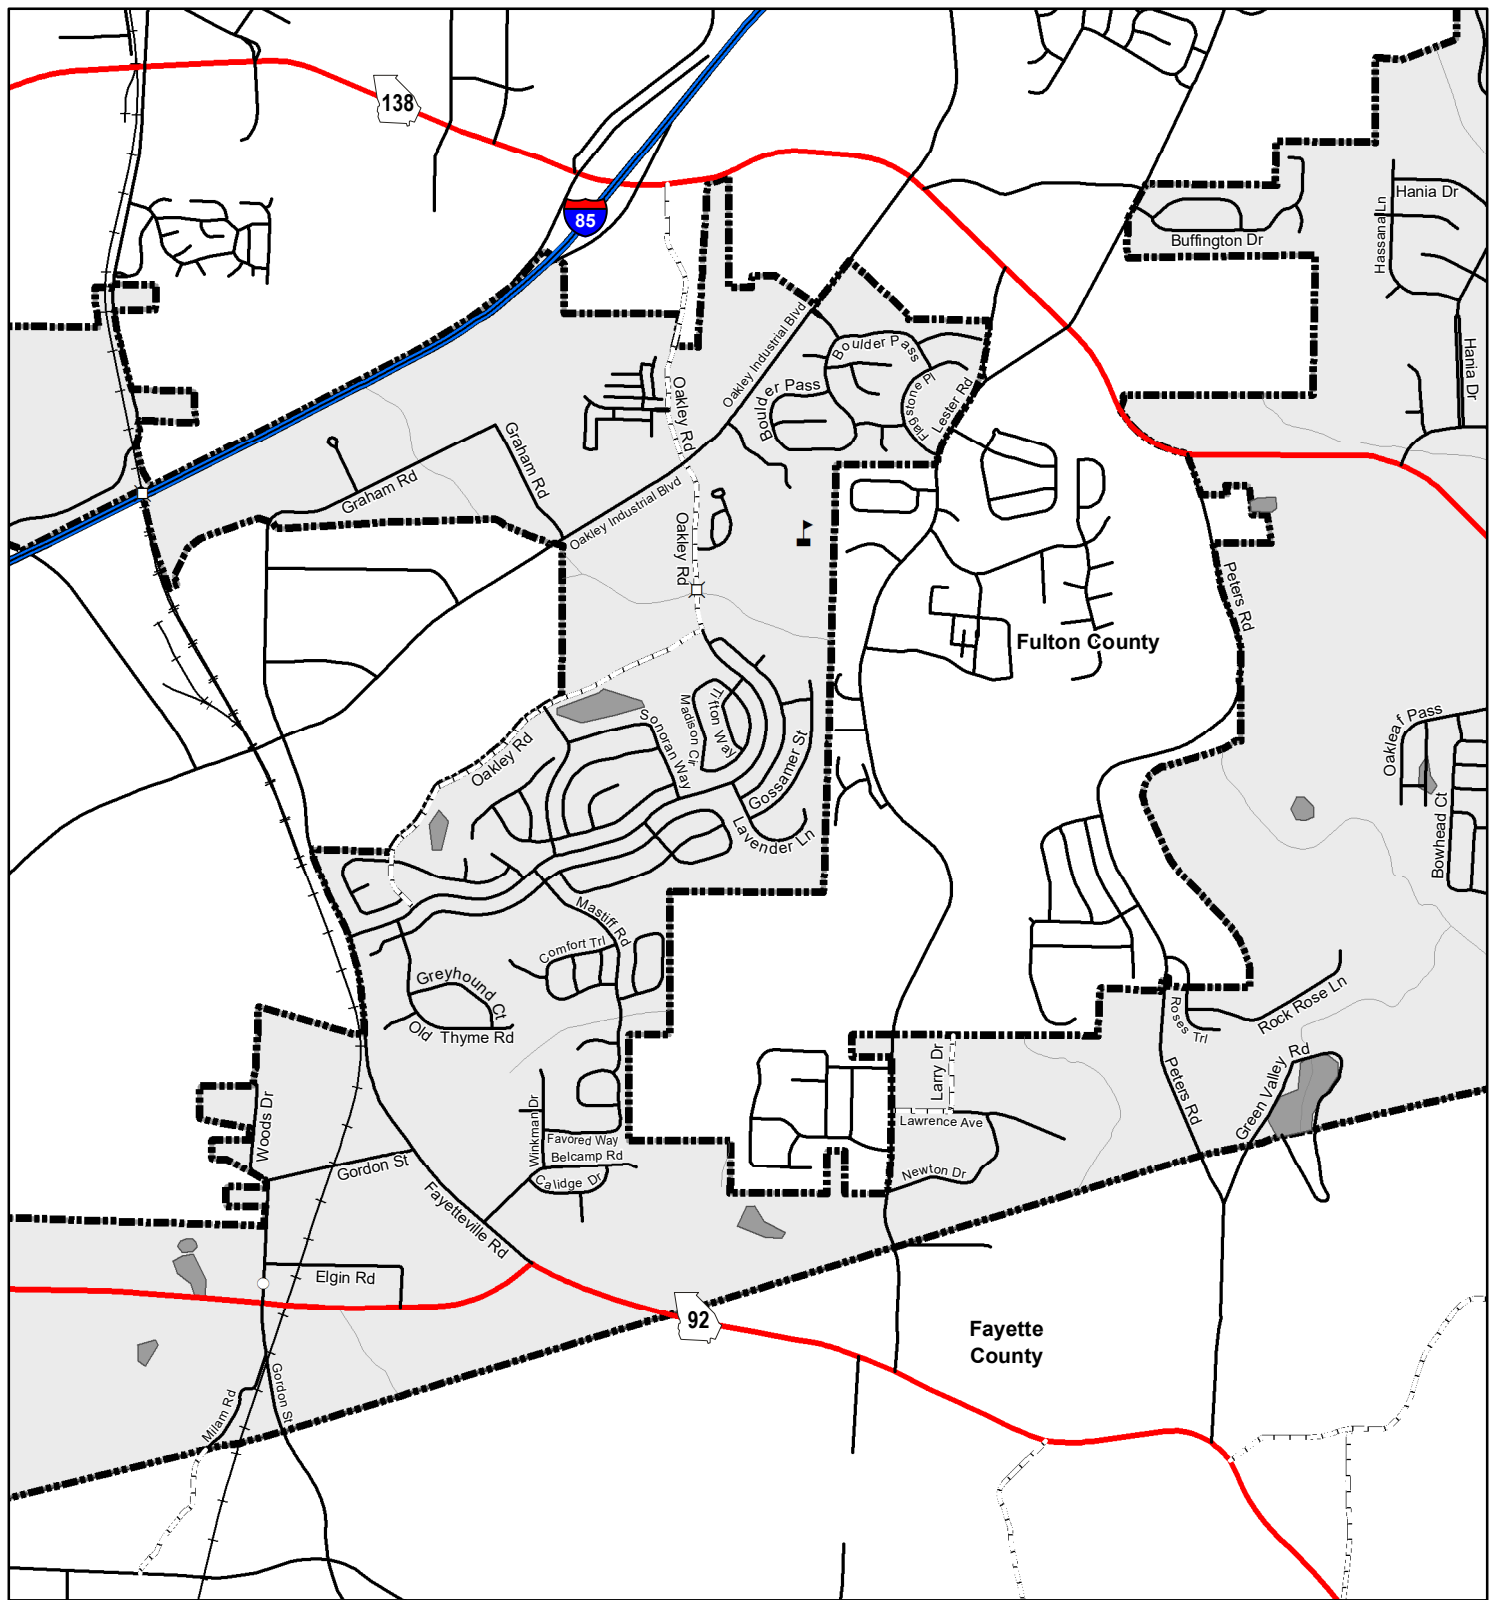 138
85
Hania Dr
Hassana Ln
Buffington Dr
Hania Dr
Oakley Industrial Blvd
Boulder Pass
Boulder Pass
Flagstone Pl
Lester Rd
Oakley Rd
Graham Rd
Graham Rd
Oakley Industrial Blvd
Oakley Rd
Peters Rd
Fulton County
Sonoran Way
Madison Cir
Tifton Way
Gossamer St
Oakley Rd
Lavender Ln
Oakleaf Pass
Bowhead Ct
Mastiff Rd
Comfort Trl
Greyhound Ct
Old
Thyme Rd
Roses
Trl
Rock Rose Ln
Woods Dr
Winkman Dr
Favored Way
Belcamp Rd
Calidge Dr
Larry Dr
Lawrence Ave
Newton Dr
Peters Rd
Green Valley Rd
Gordon St
Fayetteville Rd
Elgin Rd
92
Fayette
County
Milam Rd
Gordon St